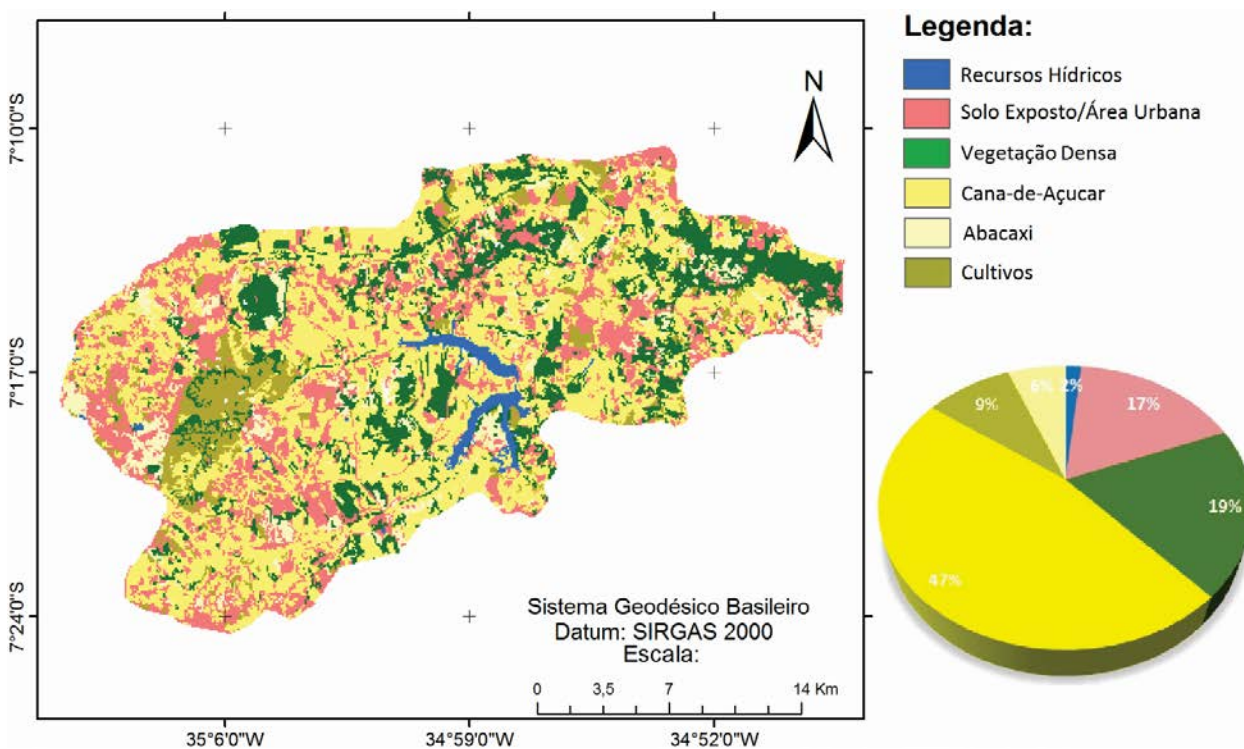 Legenda:
Recursos Hídricos
Solo Exposto/Área Urbana
Vegetação Densa
Cana-de-Açucar
Abacaxi
Cultivos
N
7°10'0"S
7°17'0"S
7°24'0"S
35°6'0"W
34°59'0"W
34°52'0"W
Sistema Geodésico Basileiro
Datum: SIRGAS 2000
Escala:
0 3,5 7 14 Km
6% 2%
9% 17%
19%
47%